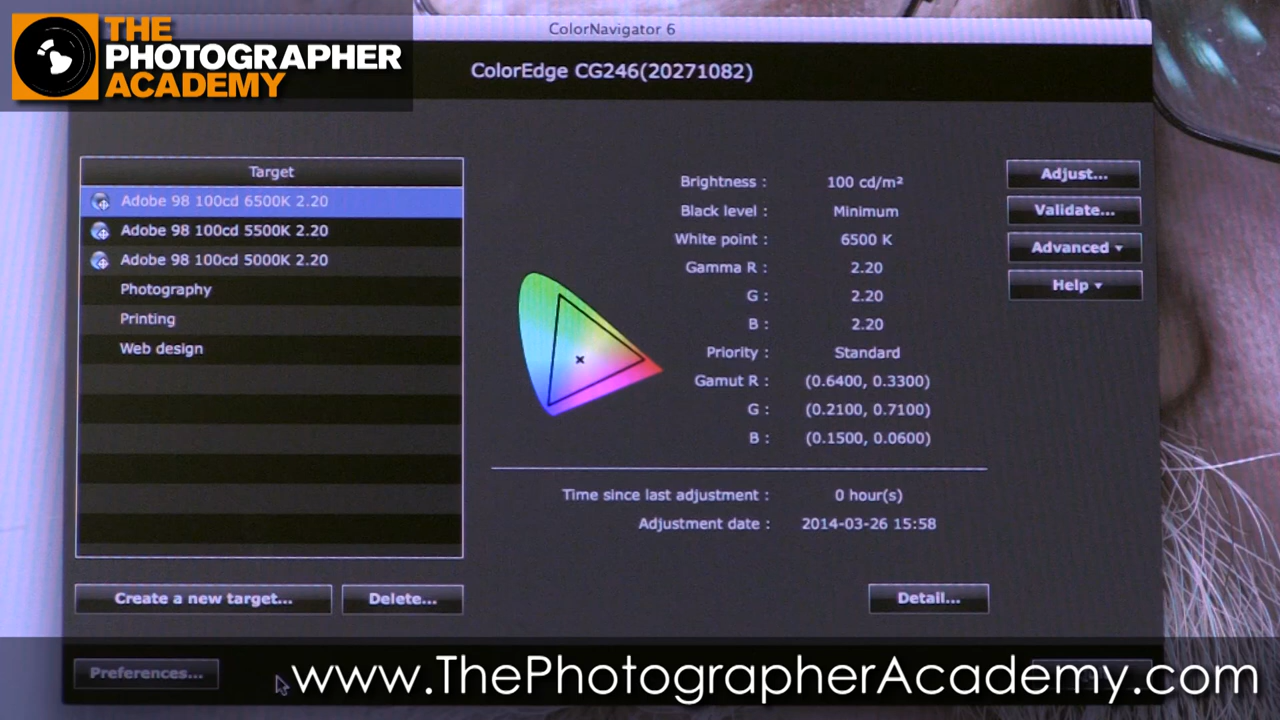 THE
PHOTOGRAPHER
ACADEMY
ColorNavigator 6
ColorEdge CG246(20271082)
Target
Adobe 98 100cd 6500K 2.20
Adobe 98 100cd 5500K 2.20
Adobe 98 100cd 5000K 2.20
Photography
Printing
Web design
Brightness : 100 cd/m²
Black level : Minimum
White point : 6500 K
Gamma R : 2.20
G : 2.20
B : 2.20
Priority : Standard
Gamut R : (0.6400, 0.3300)
G : (0.2100, 0.7100)
B : (0.1500, 0.0600)
Time since last adjustment : 0 hour(s)
Adjustment date : 2014-03-26 15:58
Adjust...
Validate...
Advanced
Help
Create a new target...
Delete...
Detail...
Preferences...
www.ThePhotographerAcademy.com